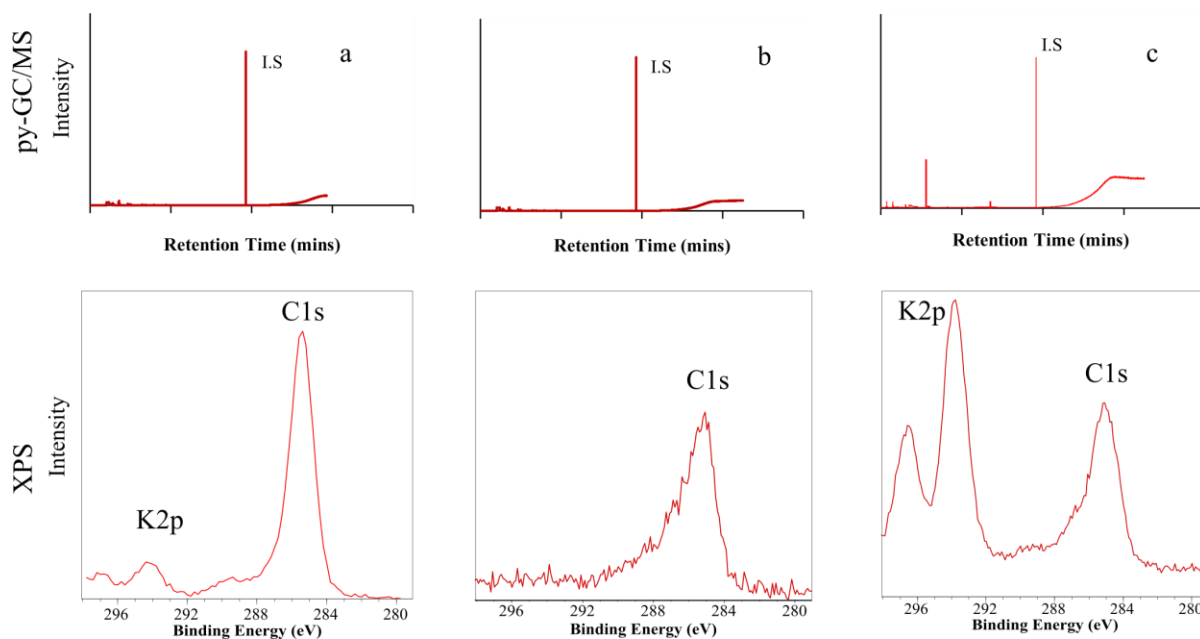 py-GC/MS
Intensity
I.S
a
Retention Time (mins)
I.S
b
Retention Time (mins)
I.S
c
Retention Time (mins)
XPS
Intensity
C1s
K2p
296 292 288 284 280
Binding Energy (eV)
C1s
296 292 288 284 280
Binding Energy (eV)
K2p
C1s
296 292 288 284 280
Binding Energy (eV)